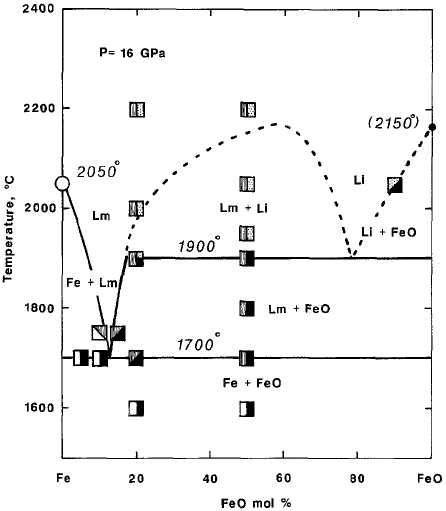 2400
P= 16 GPa
2200
(2150°)
2050°
Li
Lm
Lm + Li
2000
Li + FeO
1900°
Fe + Lm
Lm + FeO
1800
1700°
Fe + FeO
1600
Temperature, °C
Fe 20 40 60 80 FeO
FeO mol %